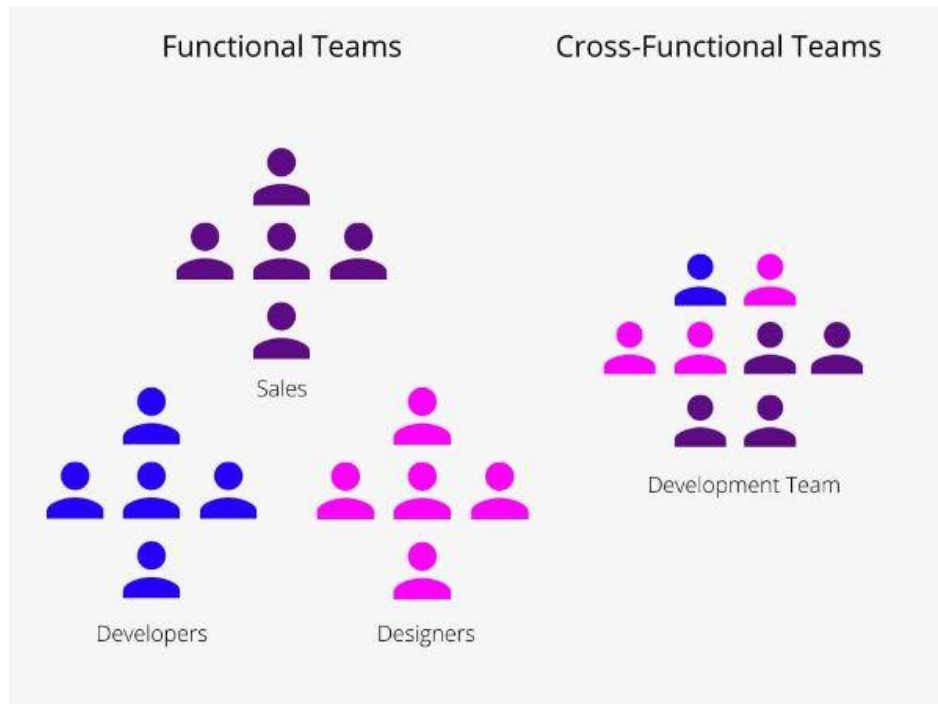 Functional Teams
Cross-Functional Teams
Sales
Development Team
Developers
Designers